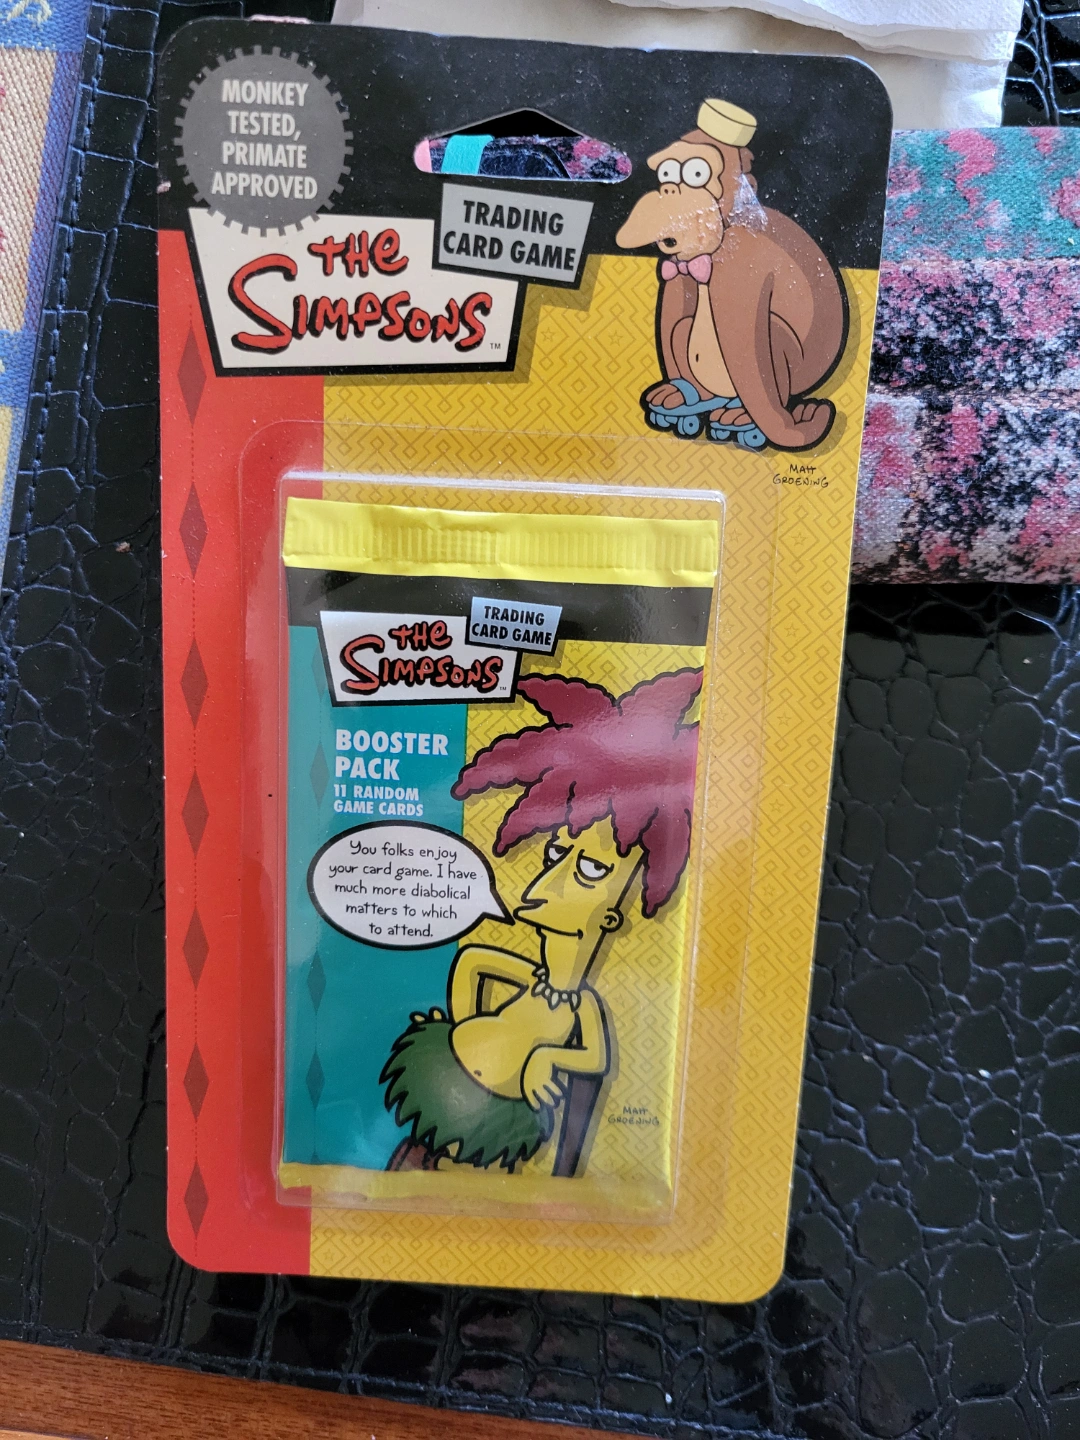 MONKEY
TESTED,
PRIMATE
APPROVED
TRADING
CARD GAME
THE
SIMPSONS
TM
MATT
GROENING
TRADING
CARD GAME
THE
SIMPSONS
TM
BOOSTER
PACK
11 RANDOM
GAME CARDS
You folks enjoy
your card game. I have
much more diabolical
matters to which
to attend.
MATT
GROENING